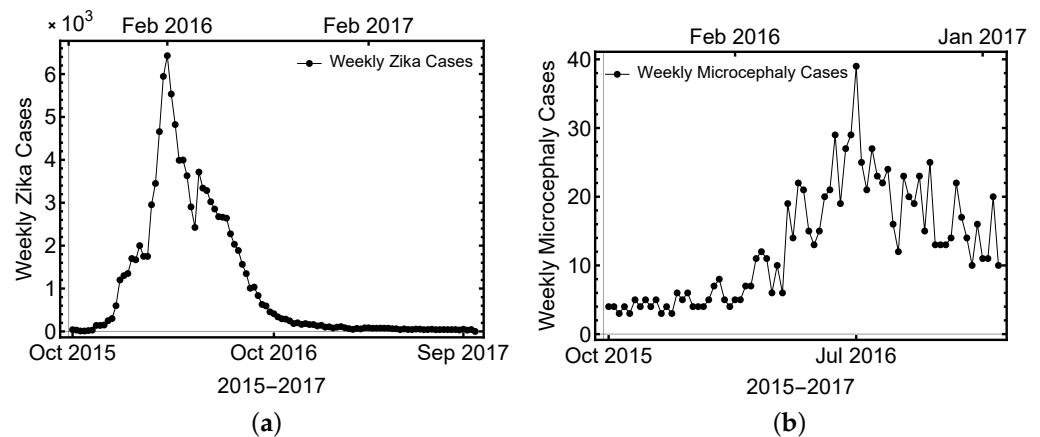 × 10³
Feb 2016
Feb 2017
Weekly Zika Cases
6
5
4
3
2
1
0
Weekly Zika Cases
Oct 2015
Oct 2016
Sep 2017
2015–2017
(a)
Feb 2016
Jan 2017
Weekly Microcephaly Cases
40
30
20
10
0
Weekly Microcephaly Cases
Oct 2015
Jul 2016
2015–2017
(b)